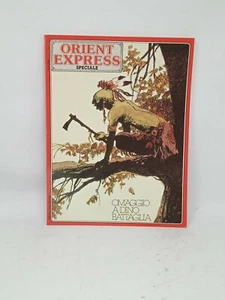 ORIENT
EXPRESS
SPECIALE
OMAGGIO
A DINO
BATTAGLIA